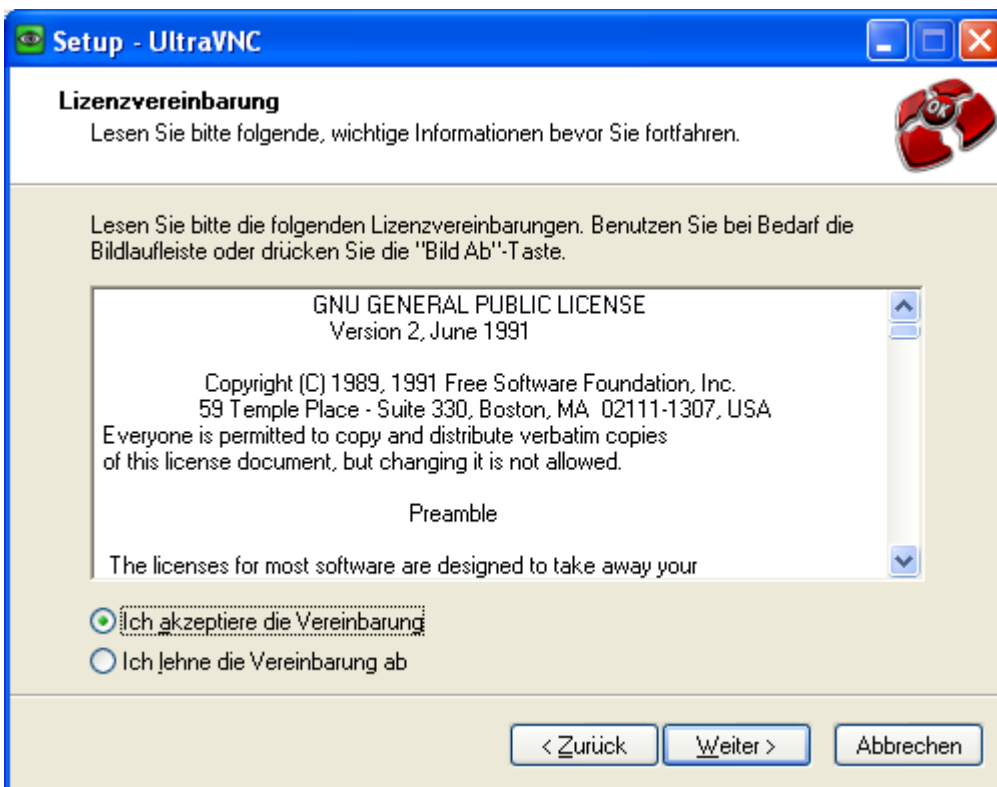 Setup - UltraVNC
Lizenzvereinbarung
Lesen Sie bitte folgende, wichtige Informationen bevor Sie fortfahren.
OK
Lesen Sie bitte die folgenden Lizenzvereinbarungen. Benutzen Sie bei Bedarf die
Bildlaufleiste oder drücken Sie die "Bild Ab"-Taste.
GNU GENERAL PUBLIC LICENSE
Version 2, June 1991
Copyright (C) 1989, 1991 Free Software Foundation, Inc.
59 Temple Place - Suite 330, Boston, MA  02111-1307, USA
Everyone is permitted to copy and distribute verbatim copies
of this license document, but changing it is not allowed.
Preamble
The licenses for most software are designed to take away your
Ich akzeptiere die Vereinbarung
Ich lehne die Vereinbarung ab
< Zurück
Weiter >
Abbrechen